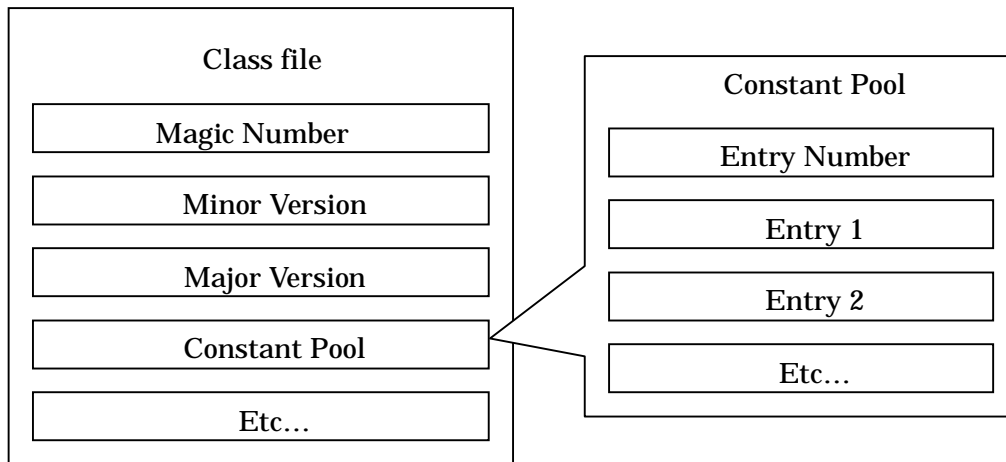 Class file
Magic Number
Minor Version
Major Version
Constant Pool
Etc…
Constant Pool
Entry Number
Entry 1
Entry 2
Etc…